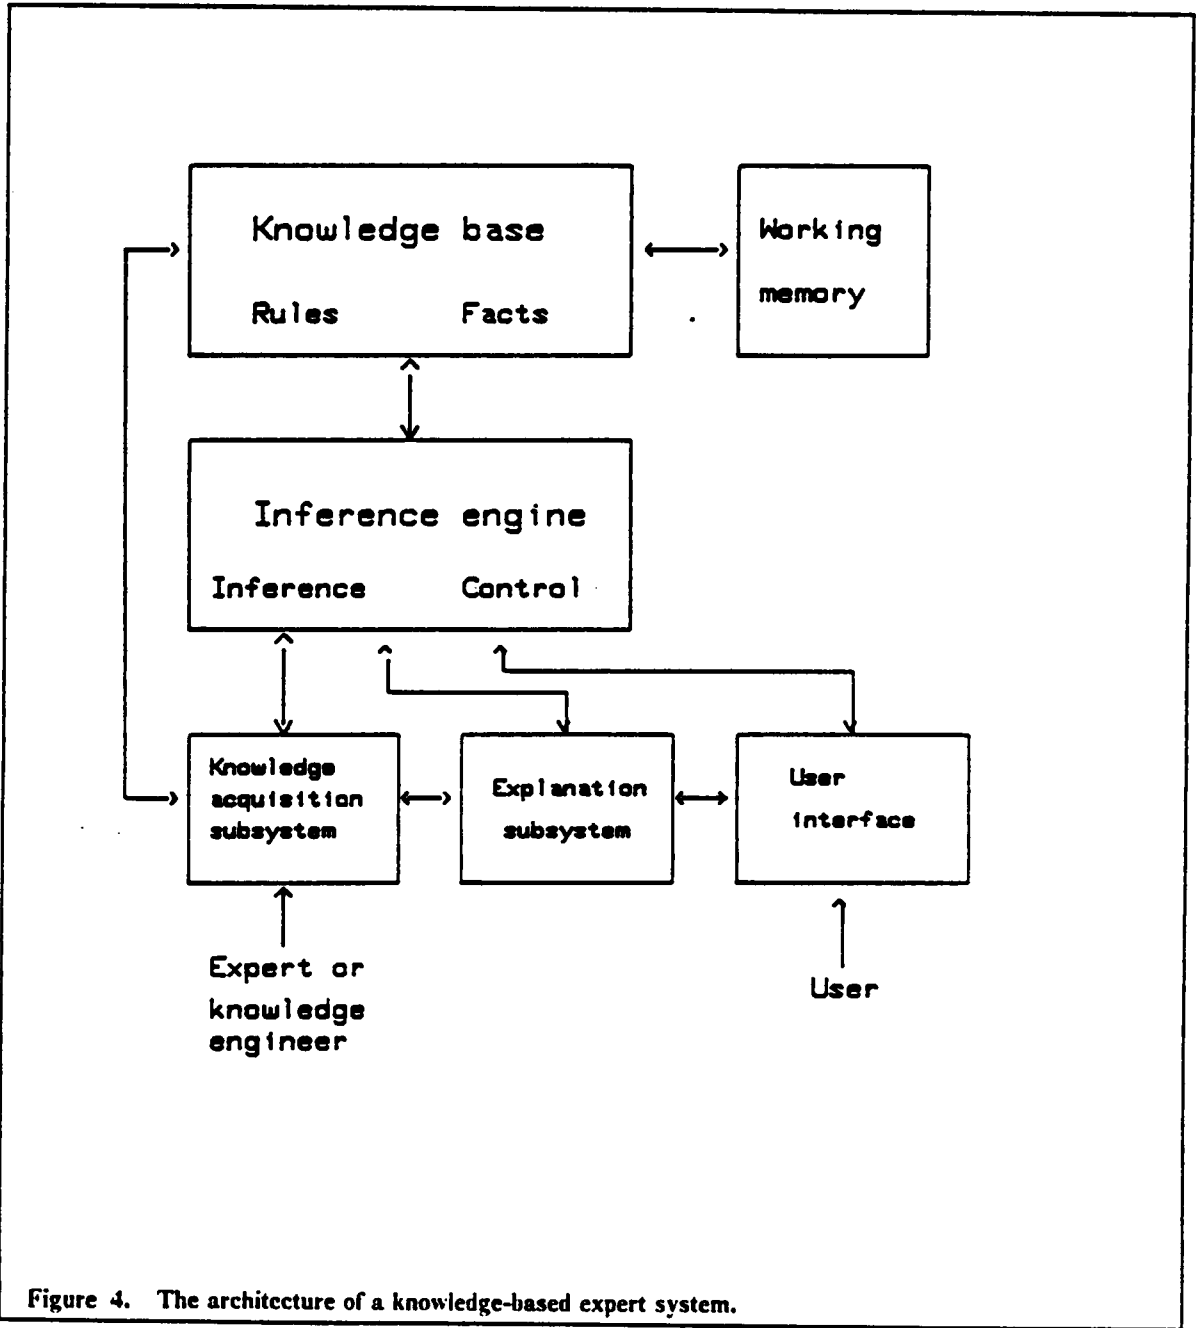 Knowledge base
Rules Facts
Working
memory
Inference engine
Inference Control
Knowledge
acquisition
subsystem
Explanation
subsystem
User
interface
Expert or
knowledge
engineer
User
Figure 4. The architecture of a knowledge-based expert system.